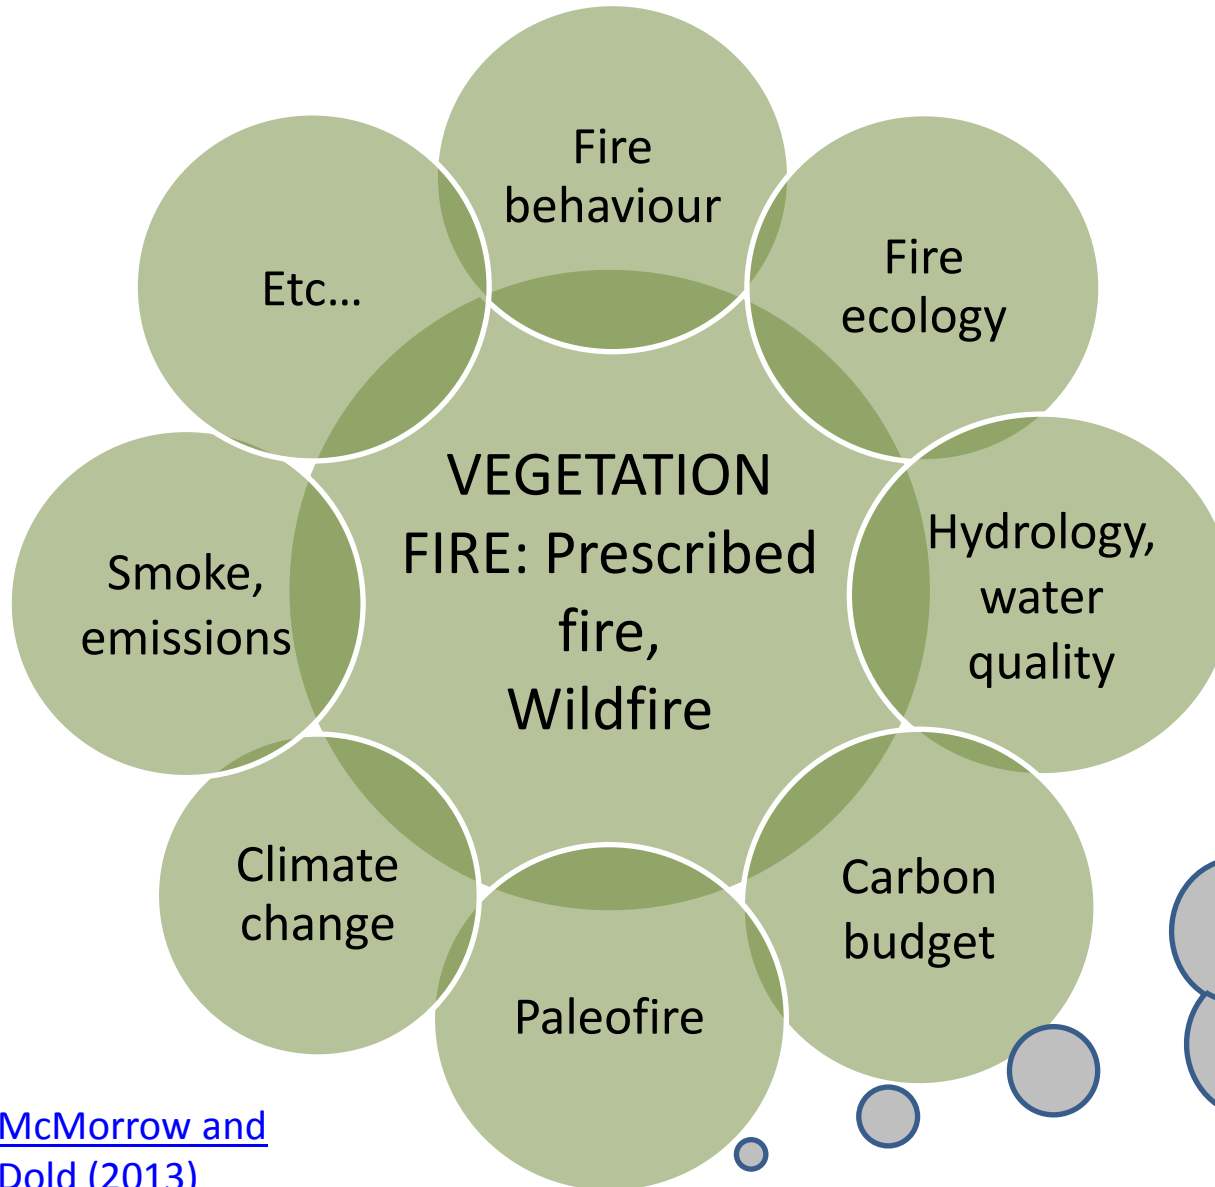 Fire
behaviour
Fire
ecology
Etc...
VEGETATION
FIRE: Prescribed
fire,
Wildfire
Hydrology,
water
quality
Smoke,
emissions
Climate
change
Carbon
budget
Paleofire
McMorrow and
Dold (2013)